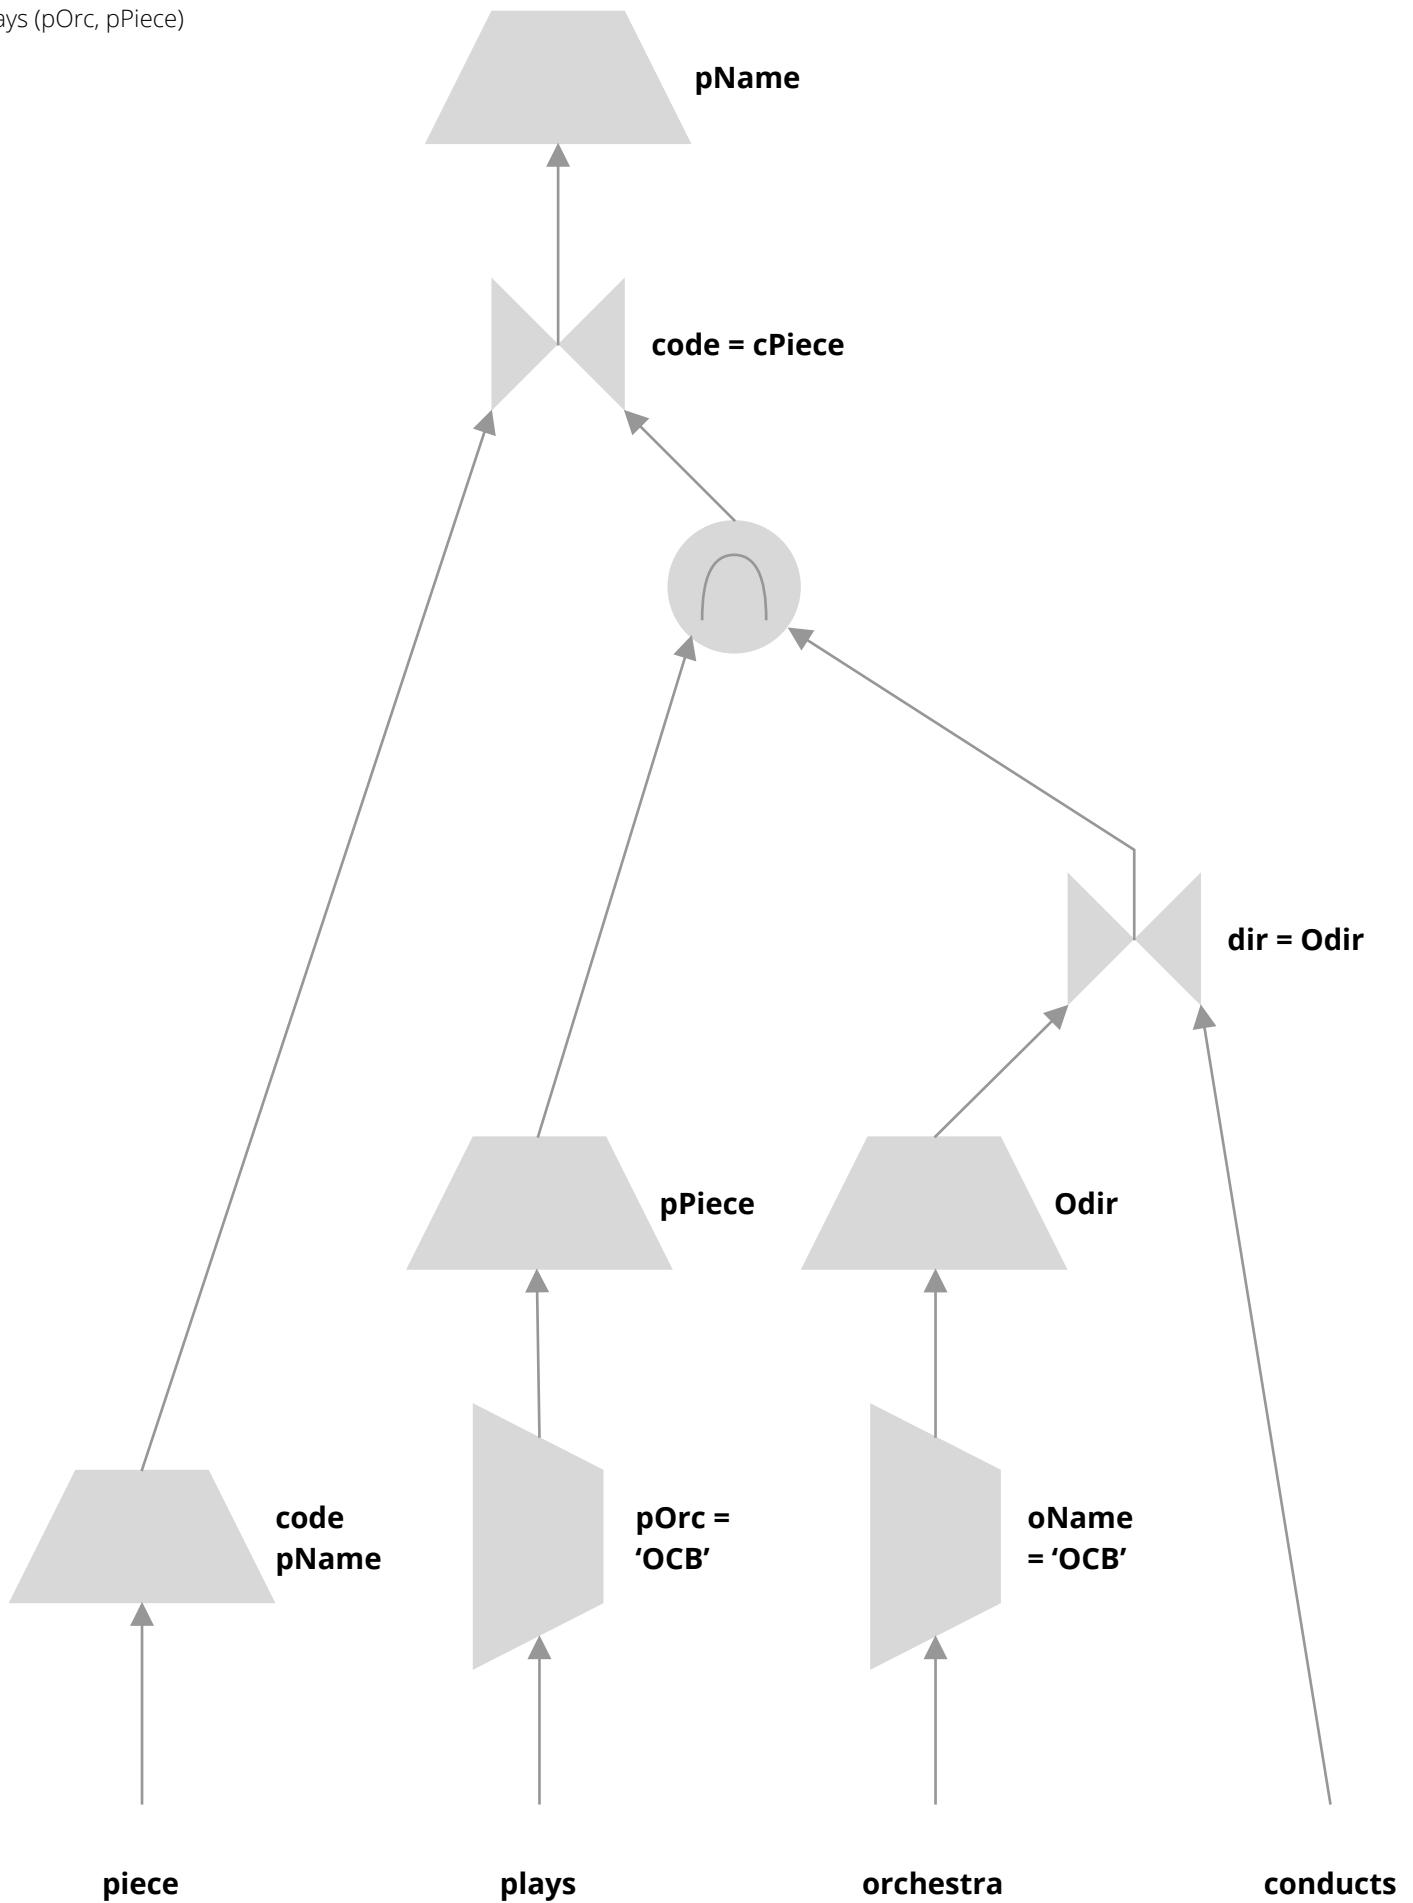 (pOrc, pPiece)
pName
code = cPiece
dir = Odir
pPiece
Odir
code
pName
pOrc =
‘OCB’
oName
= ‘OCB’
piece
plays
orchestra
conducts